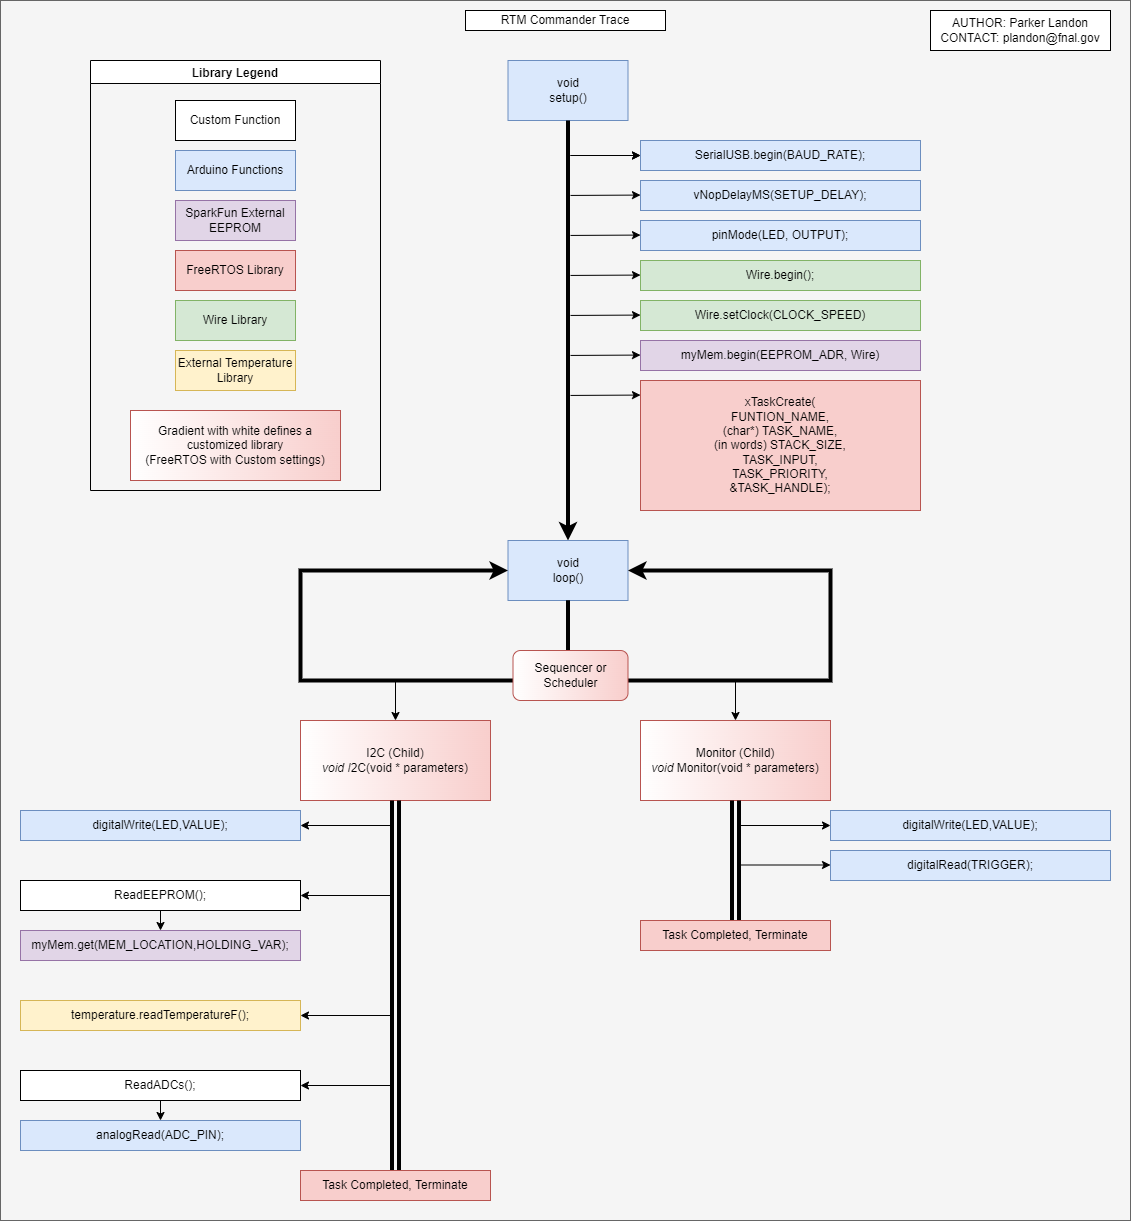 RTM Commander Trace
AUTHOR: Parker Landon
CONTACT: plandon@fnal.gov
Library Legend
Custom Function
Arduino Functions
SparkFun External
EEPROM
FreeRTOS Library
Wire Library
External Temperature
Library
Gradient with white defines a
customized library
(FreeRTOS with Custom settings)
void
setup()
SerialUSB.begin(BAUD_RATE);
vNopDelayMS(SETUP_DELAY);
pinMode(LED, OUTPUT);
Wire.begin();
Wire.setClock(CLOCK_SPEED)
myMem.begin(EEPROM_ADR, Wire)
xTaskCreate(
FUNTION_NAME,
(char*) TASK_NAME,
(in words) STACK_SIZE,
TASK_INPUT,
TASK_PRIORITY,
&TASK_HANDLE);
void
loop()
Sequencer or
Scheduler
I2C (Child)
void I2C(void * parameters)
digitalWrite(LED,VALUE);
ReadEEPROM();
myMem.get(MEM_LOCATION,HOLDING_VAR);
temperature.readTemperatureF();
ReadADCs();
analogRead(ADC_PIN);
Task Completed, Terminate
Monitor (Child)
void Monitor(void * parameters)
digitalWrite(LED,VALUE);
digitalRead(TRIGGER);
Task Completed, Terminate